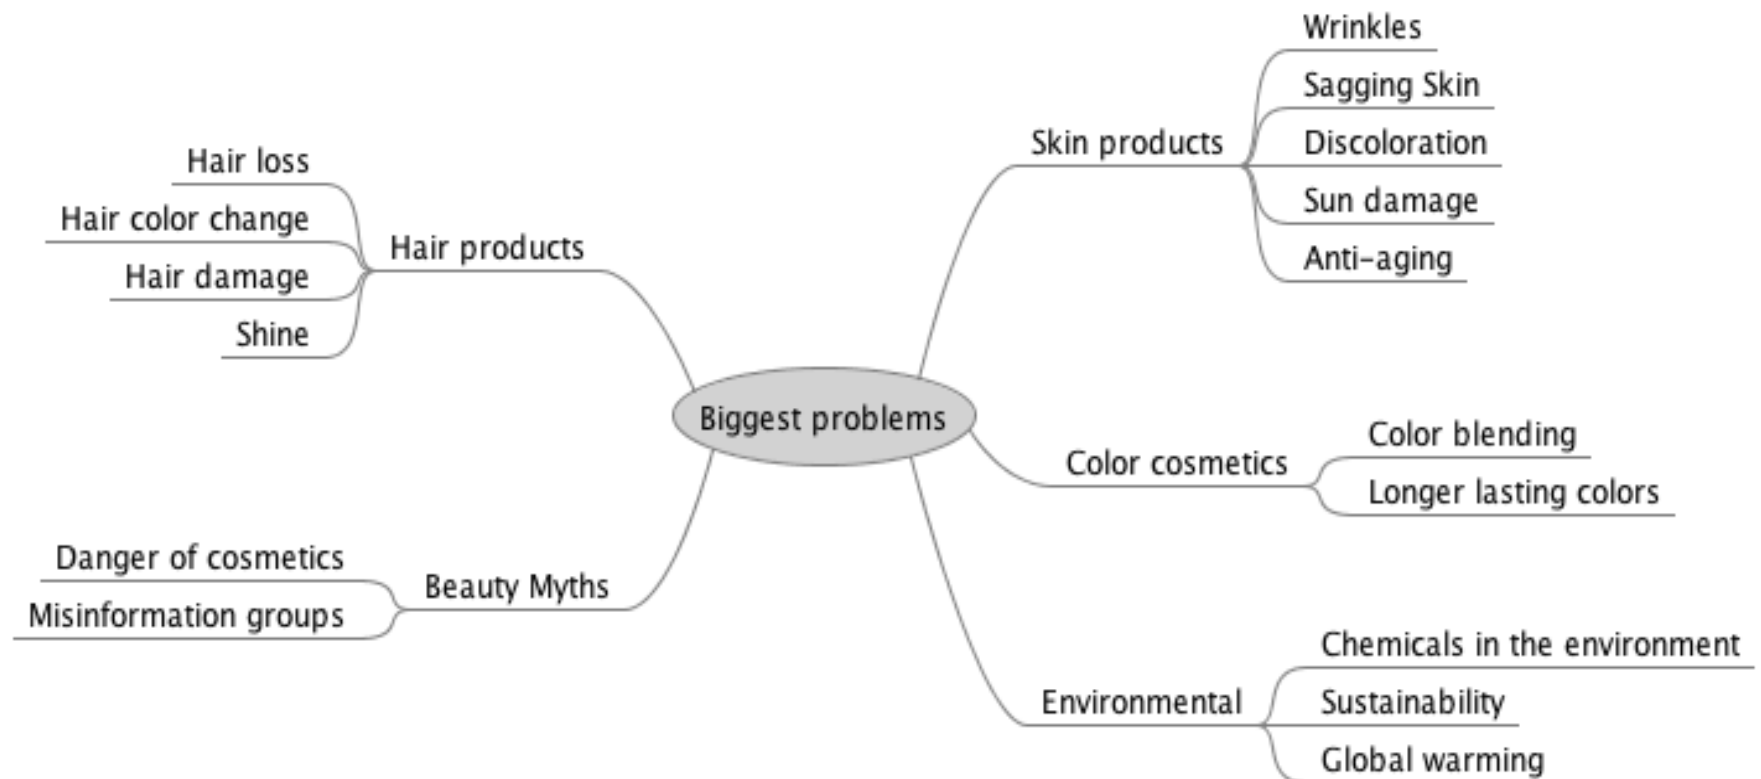 Biggest problems
Hair products
Hair loss
Hair color change
Hair damage
Shine
Beauty Myths
Danger of cosmetics
Misinformation groups
Skin products
Wrinkles
Sagging Skin
Discoloration
Sun damage
Anti-aging
Color cosmetics
Color blending
Longer lasting colors
Environmental
Chemicals in the environment
Sustainability
Global warming